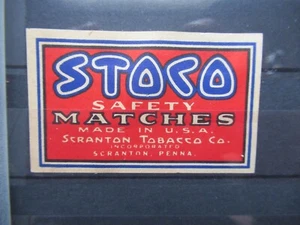 STOCO
SAFETY
MATCHES
MADE IN U.S.A.
SCRANTON TOBACCO CO.
INCORPORATED
SCRANTON, PENNA.